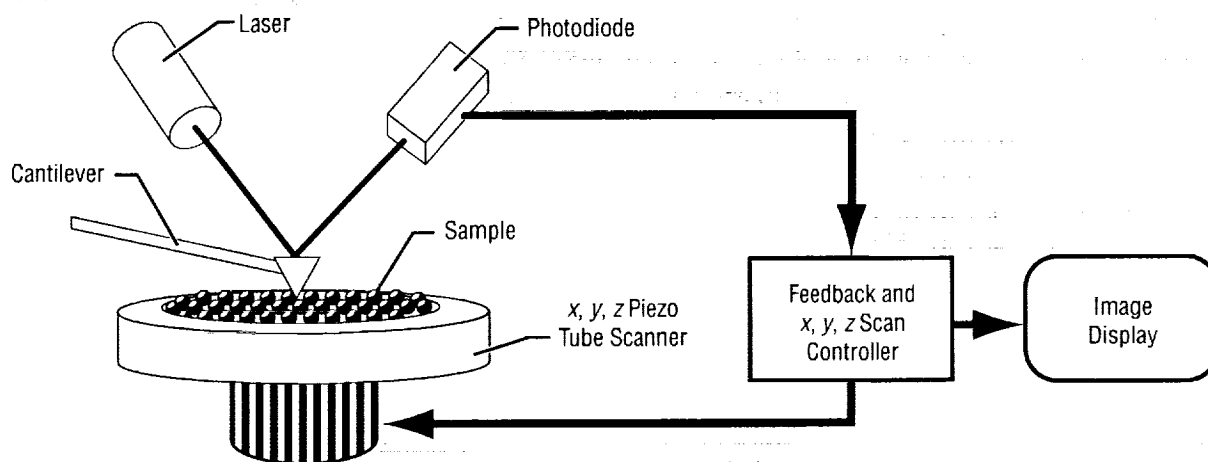 Laser
Photodiode
Cantilever
Sample
x, y, z Piezo
Tube Scanner
Feedback and
x, y, z Scan
Controller
Image
Display